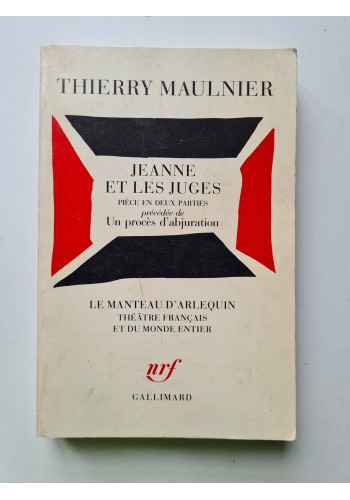 THIERRY MAULNIER
JEANNE
ET LES JUGES
PIÈCE EN DEUX PARTIES
précédée de
Un procès d'abjuration
LE MANTEAU D'ARLEQUIN
THÉÂTRE FRANÇAIS
ET DU MONDE ENTIER
nrf
GALLIMARD